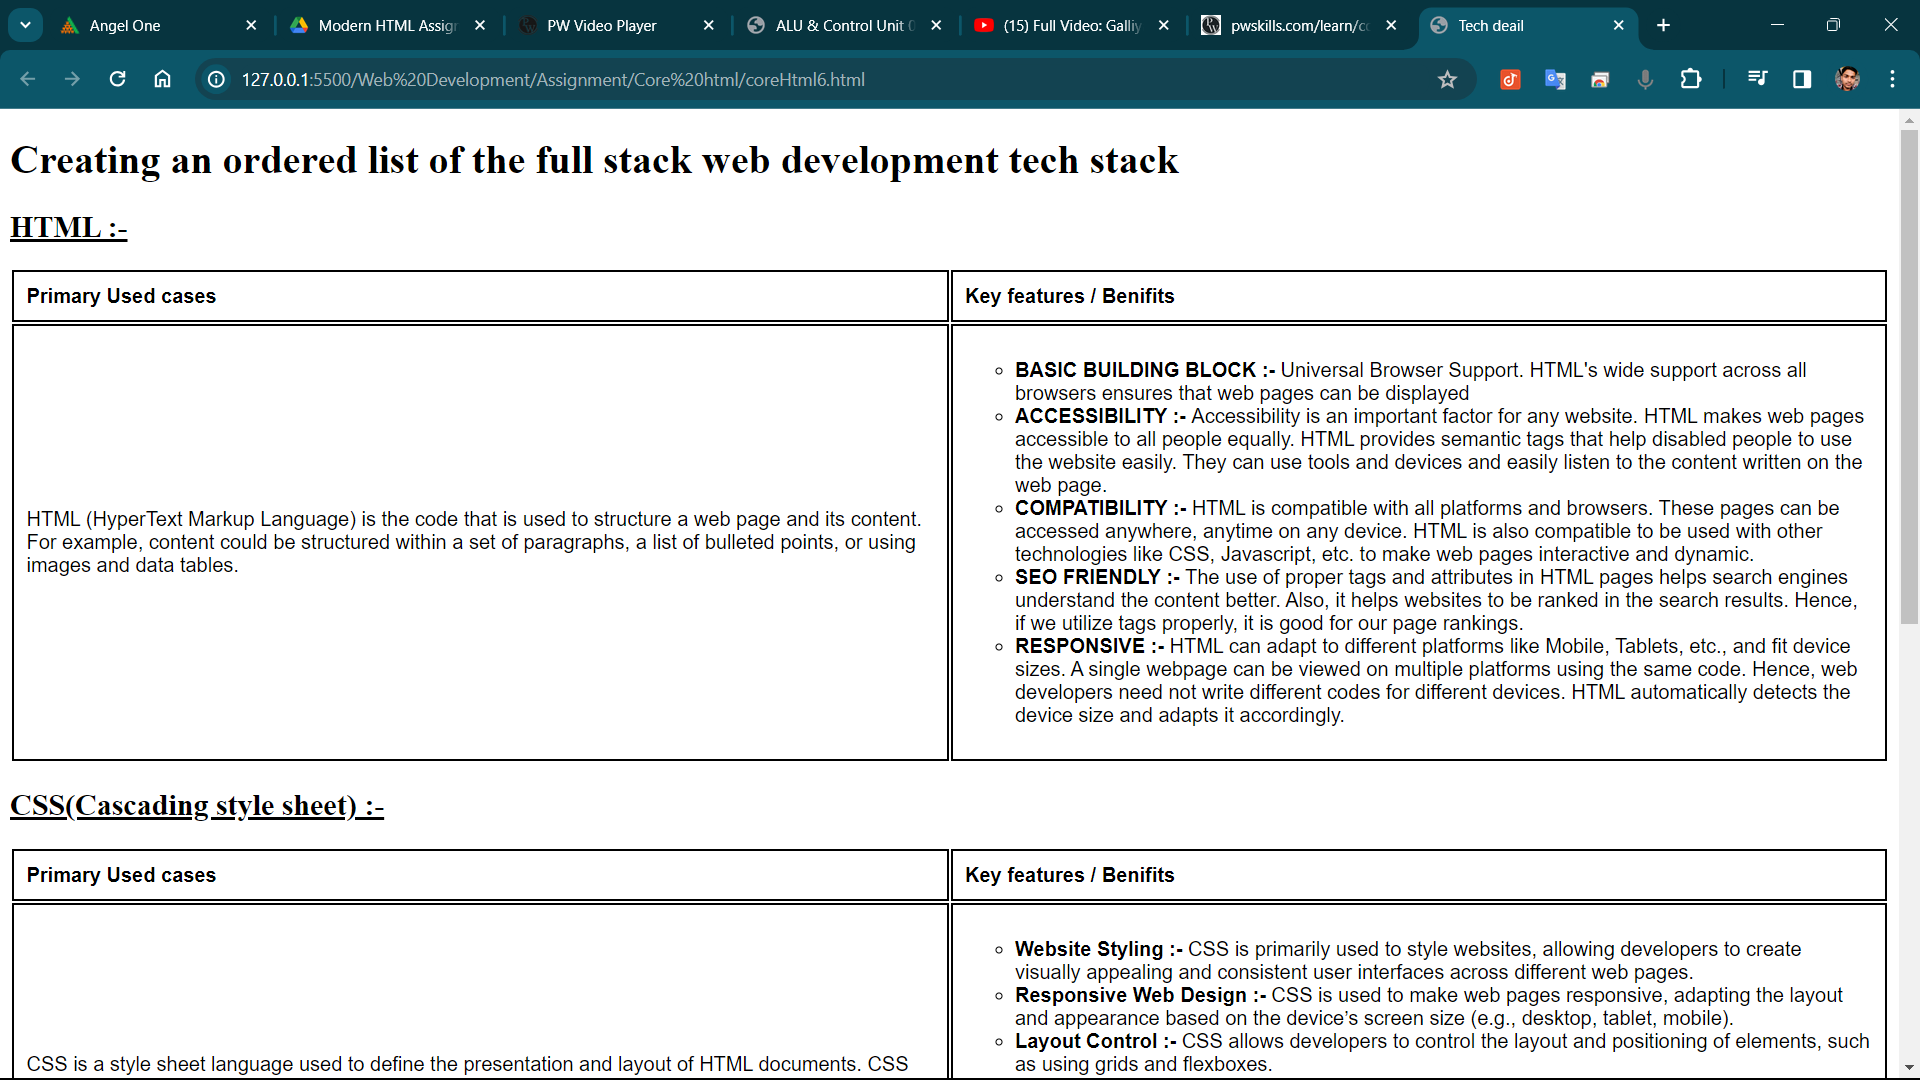 Angel One
Modern HTML Assig
PW Video Player
ALU & Control Unit
(15) Full Video: Galliy
pwskills.com/learn/co
Tech deail
127.0.0.1:5500/Web%20Development/Assignment/Core%20html/coreHtml6.html
Creating an ordered list of the full stack web development tech stack
HTML :-
Primary Used cases
Key features / Benifits
HTML (HyperText Markup Language) is the code that is used to structure a web page and its content.
For example, content could be structured within a set of paragraphs, a list of bulleted points, or using
images and data tables.
BASIC BUILDING BLOCK :- Universal Browser Support. HTML's wide support across all
browsers ensures that web pages can be displayed
ACCESSIBILITY :- Accessibility is an important factor for any website. HTML makes web pages
accessible to all people equally. HTML provides semantic tags that help disabled people to use
the website easily. They can use tools and devices and easily listen to the content written on the
web page.
COMPATIBILITY :- HTML is compatible with all platforms and browsers. These pages can be
accessed anywhere, anytime on any device. HTML is also compatible to be used with other
technologies like CSS, Javascript, etc. to make web pages interactive and dynamic.
SEO FRIENDLY :- The use of proper tags and attributes in HTML pages helps search engines
understand the content better. Also, it helps websites to be ranked in the search results. Hence,
if we utilize tags properly, it is good for our page rankings.
RESPONSIVE :- HTML can adapt to different platforms like Mobile, Tablets, etc., and fit device
sizes. A single webpage can be viewed on multiple platforms using the same code. Hence, web
developers need not write different codes for different devices. HTML automatically detects the
device size and adapts it accordingly.
CSS(Cascading style sheet) :-
Primary Used cases
Key features / Benifits
CSS is a style sheet language used to define the presentation and layout of HTML documents. CSS
Website Styling :- CSS is primarily used to style websites, allowing developers to create
visually appealing and consistent user interfaces across different web pages.
Responsive Web Design :- CSS is used to make web pages responsive, adapting the layout
and appearance based on the device’s screen size (e.g., desktop, tablet, mobile).
Layout Control :- CSS allows developers to control the layout and positioning of elements, such
as using grids and flexboxes.